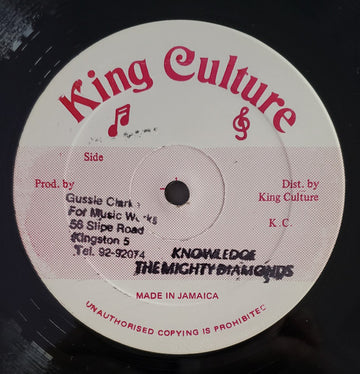 King Culture
Side
Prod. by
Dist. by
King Culture
K. C.
Gussie Clarke
For Music Works
56 Slipe Road
Kingston 5
Tel. 92-92074
KNOWLEDGE
THE MIGHTY DIAMONDS
MADE IN JAMAICA
UNAUTHORISED COPYING IS PROHIBITED